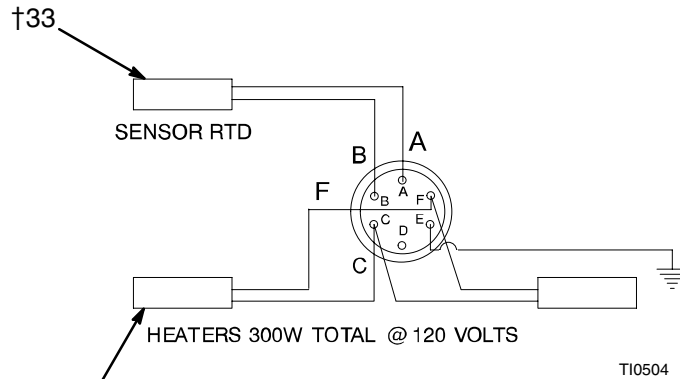 †33
SENSOR RTD
B
A
F
A
B
F
C
E
D
C
HEATERS 300W TOTAL @ 120 VOLTS
TI0504